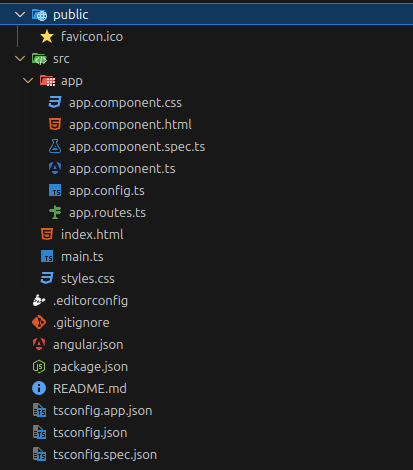 public
favicon.ico
src
app
app.component.css
app.component.html
app.component.spec.ts
app.component.ts
app.config.ts
app.routes.ts
index.html
main.ts
styles.css
.editorconfig
.gitignore
angular.json
package.json
README.md
tsconfig.app.json
tsconfig.json
tsconfig.spec.json